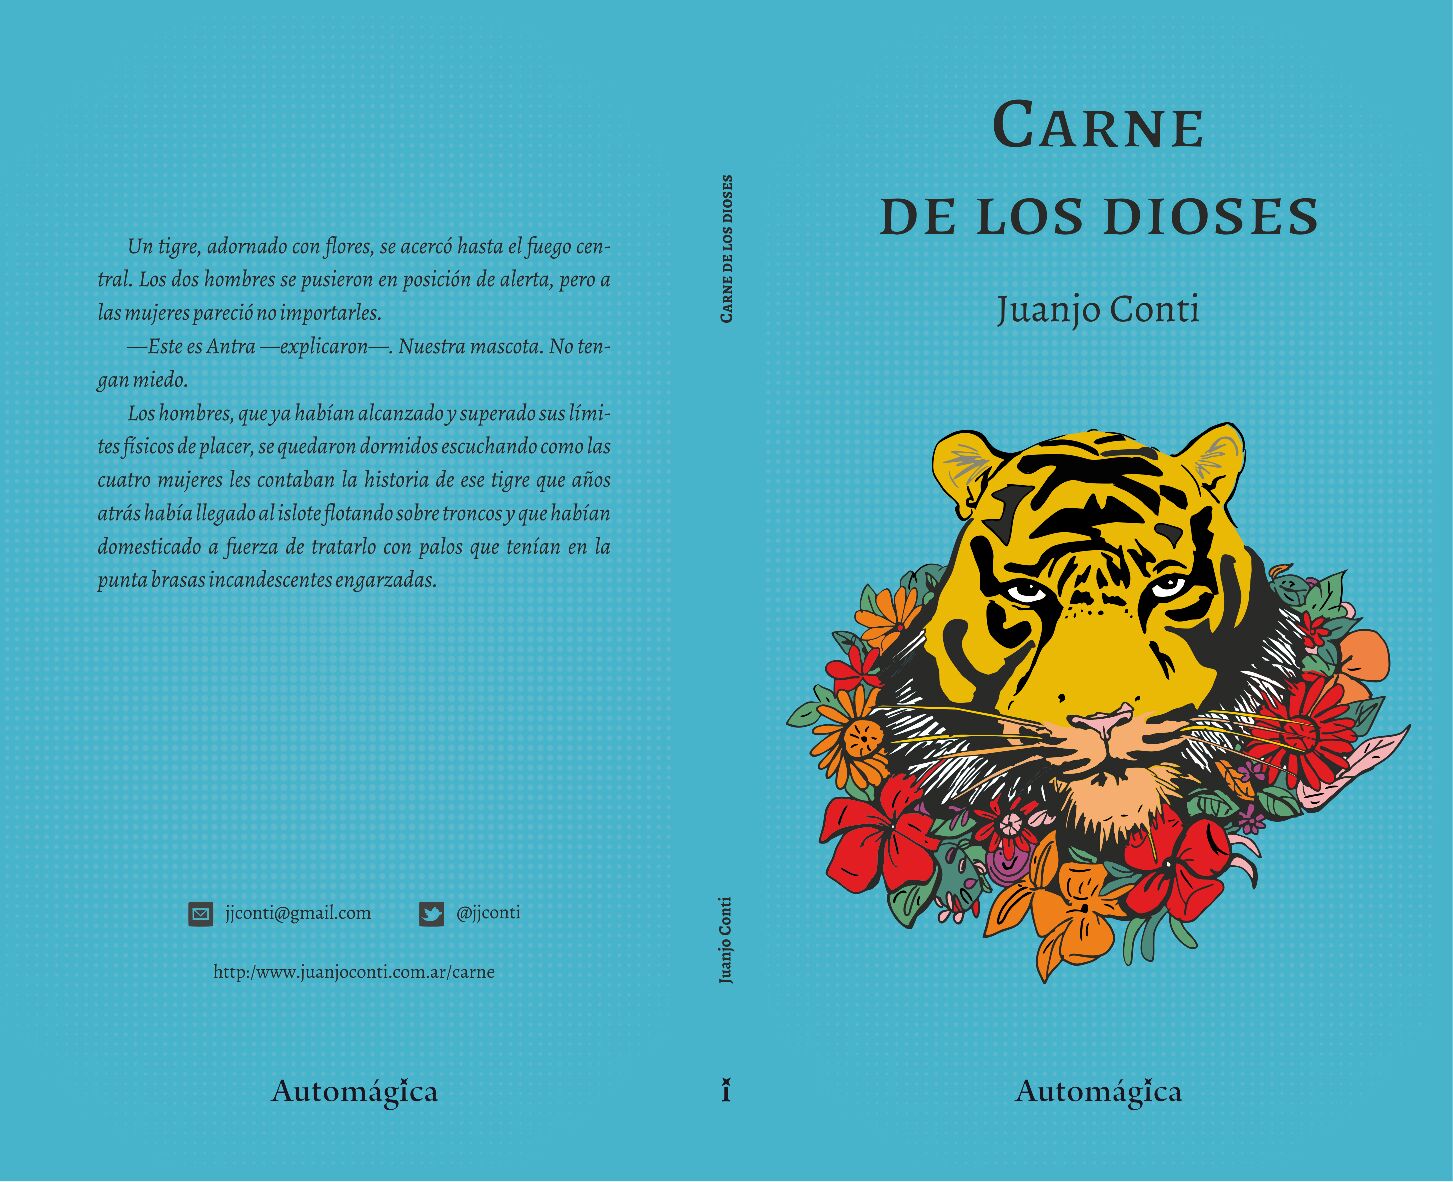 Un tigre, adornado con flores, se acercó hasta el fuego cen-
tral. Los dos hombres se pusieron en posición de alerta, pero a
las mujeres pareció no importarles.
—Este es Antra —explicaron—. Nuestra mascota. No ten-
gan miedo.
Los hombres, que ya habían alcanzado y superado sus lími-
tes físicos de placer, se quedaron dormidos escuchando como las
cuatro mujeres les contaban la historia de ese tigre que años
atrás había llegado al islote flotando sobre troncos y que habían
domesticado a fuerza de tratarlo con palos que tenían en la
punta brasas incandescentes engarzadas.
jjconti@gmail.com @jjconti
http:/www.juanjoconti.com.ar/carne
Automágica
Carne de los dioses
Juanjo Conti
i
Carne
de los dioses
Juanjo Conti
Automágica